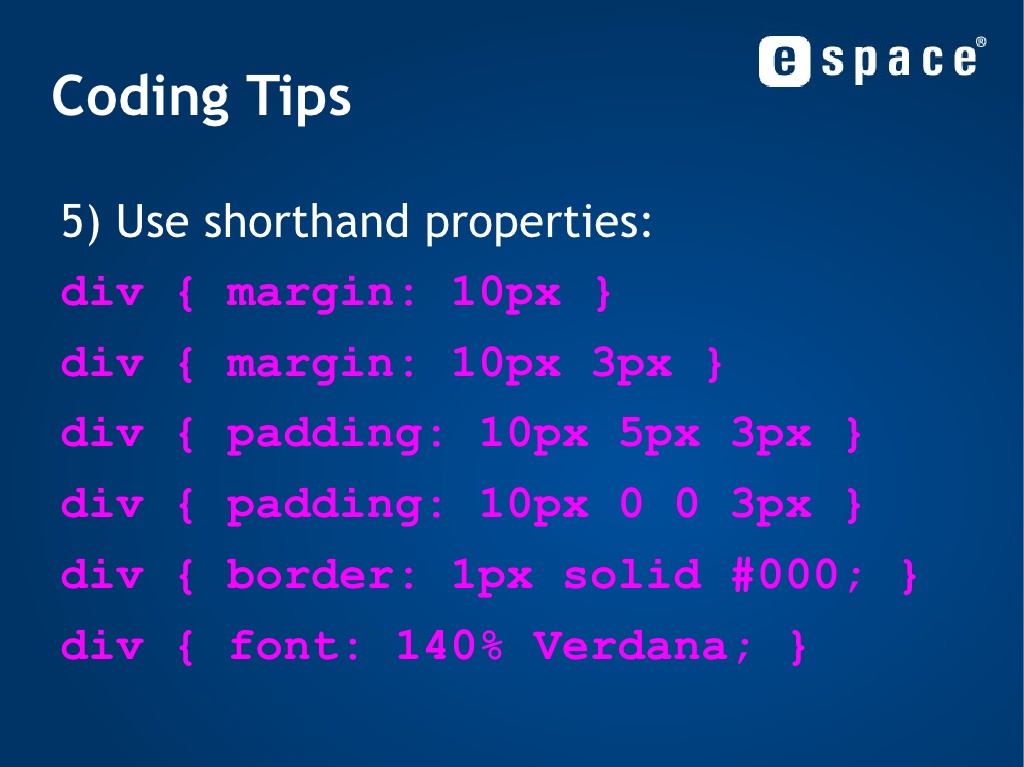 e space®
Coding Tips
5) Use shorthand properties:
div { margin: 10px }
div { margin: 10px 3px }
div { padding: 10px 5px 3px }
div { padding: 10px 0 0 3px }
div { border: 1px solid #000; }
div { font: 140% Verdana; }